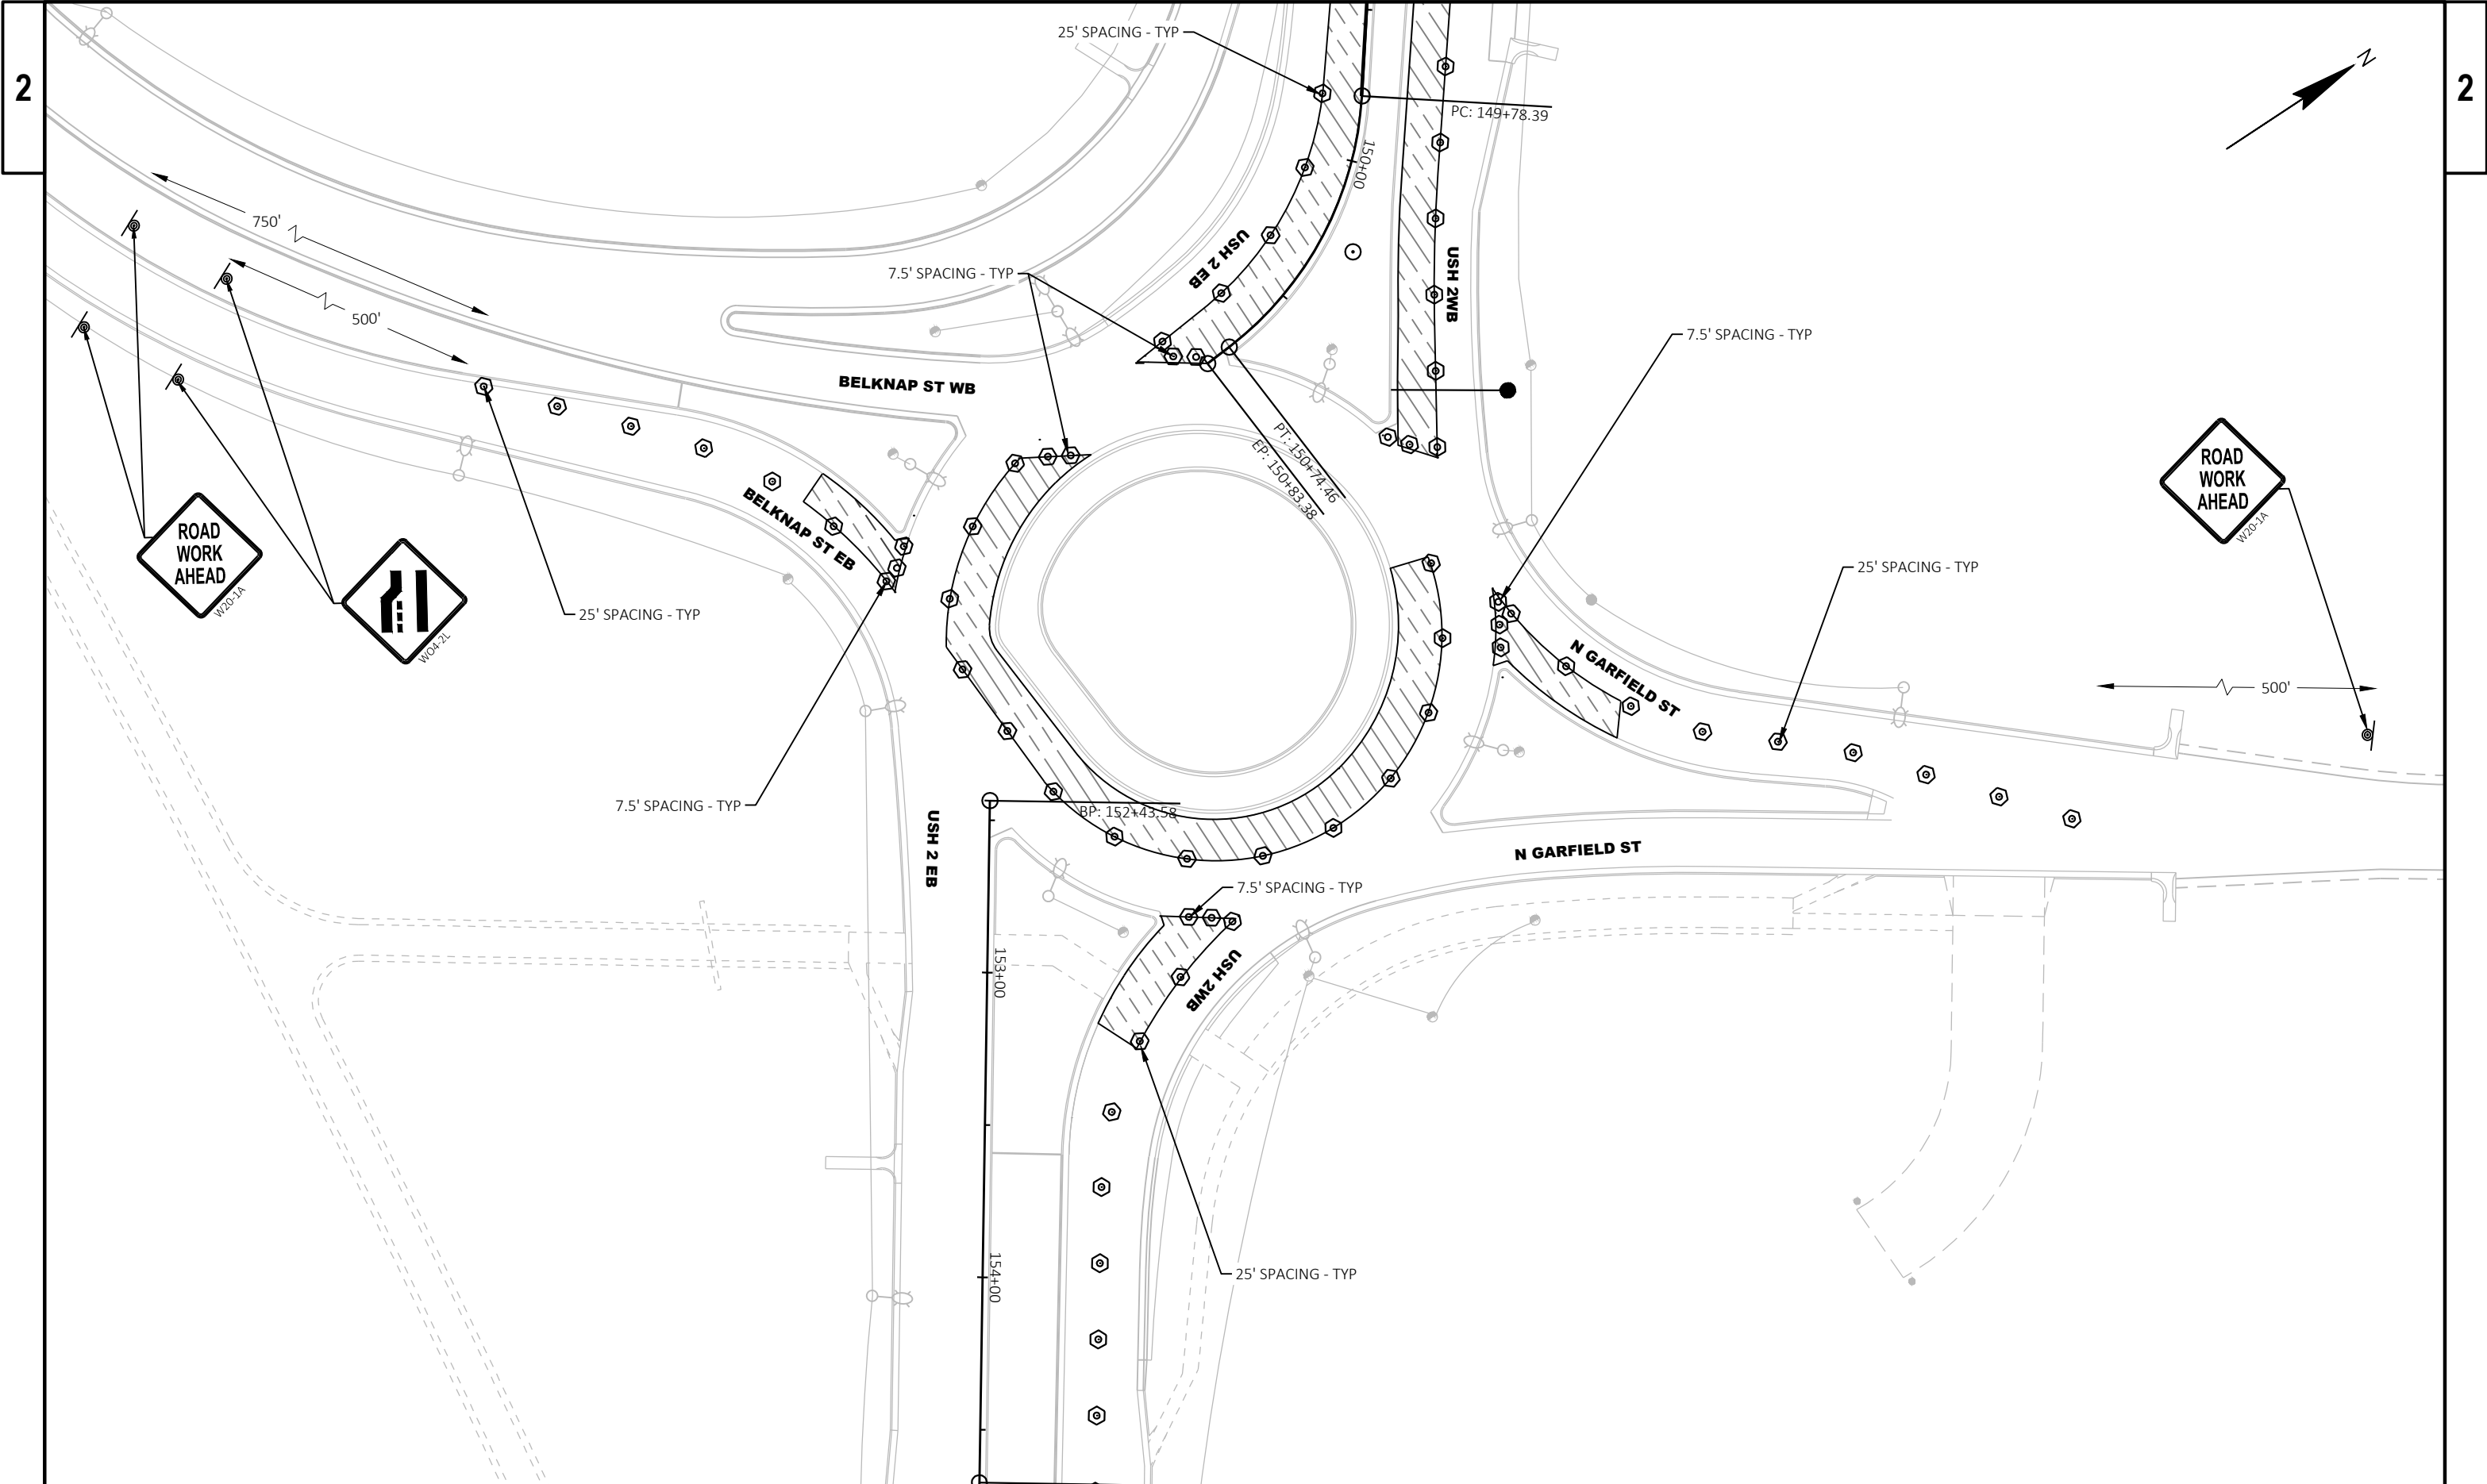 2
2
25' SPACING - TYP
N
PC: 149+78.39
150+00
750'
500'
7.5' SPACING - TYP
USH 2 EB
USH 2WB
7.5' SPACING - TYP
BELKNAP ST WB
PT: 150+74.46
EP: 150+83.38
ROAD
WORK
AHEAD
W20-1A
BELKNAP ST EB
ROAD
WORK
AHEAD
W20-1A
WO4-2L
25' SPACING - TYP
25' SPACING - TYP
N GARFIELD ST
500'
7.5' SPACING - TYP
BP: 152+43.58
USH 2 EB
N GARFIELD ST
7.5' SPACING - TYP
153+00
USH 2WB
154+00
25' SPACING - TYP